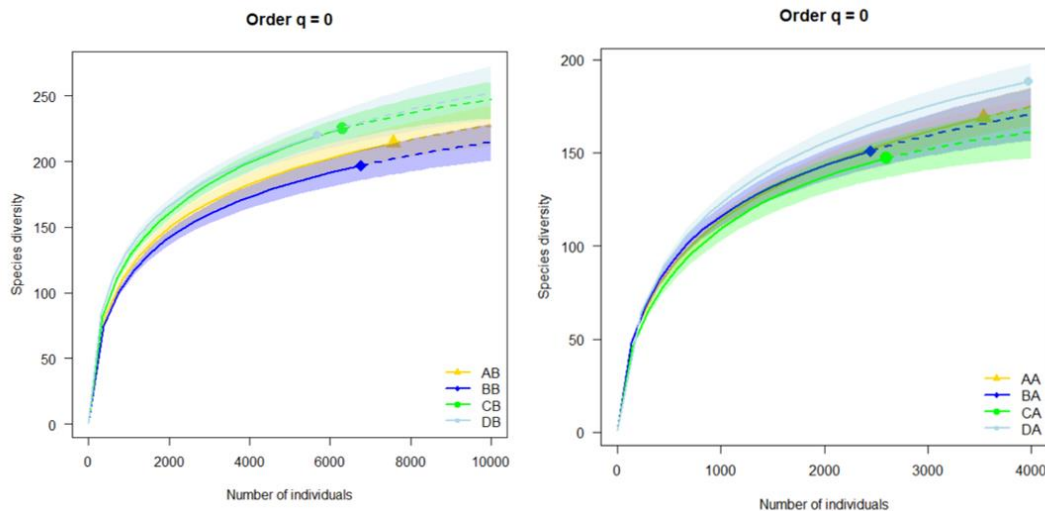 Order q = 0
Species diversity
250
200
150
100
50
0
0 2000 4000 6000 8000 10000
Number of individuals
AB
BB
CB
DB
Order q = 0
Species diversity
200
150
100
50
0
0 1000 2000 3000 4000
Number of individuals
AA
BA
CA
DA